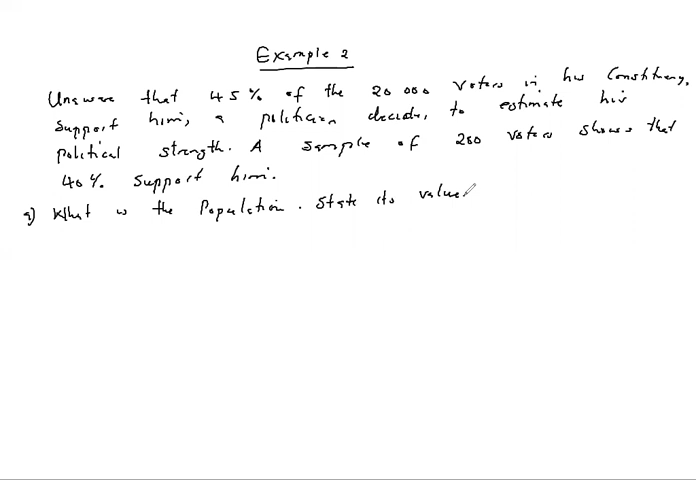 Example 2
Unaware that 45% of the 20 000 voters in his Constituency,
support him, a politician decides to estimate his
political strength. A sample of 200 voters shows that
40% support him.
a) What is the Population. State its value